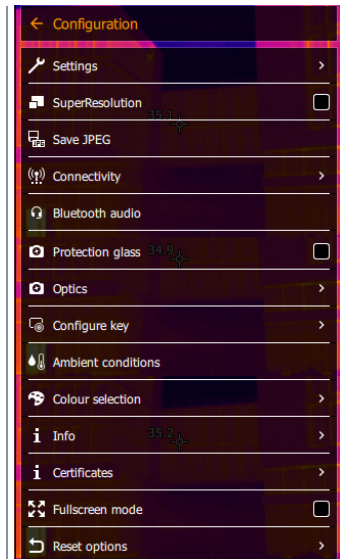 Configuration
Settings
SuperResolution
35.1
Save JPEG
Connectivity
Bluetooth audio
Protection glass 34.9
Optics
Configure key
Ambient conditions
Colour selection
Info 35.2
Certificates
Fullscreen mode
Reset options